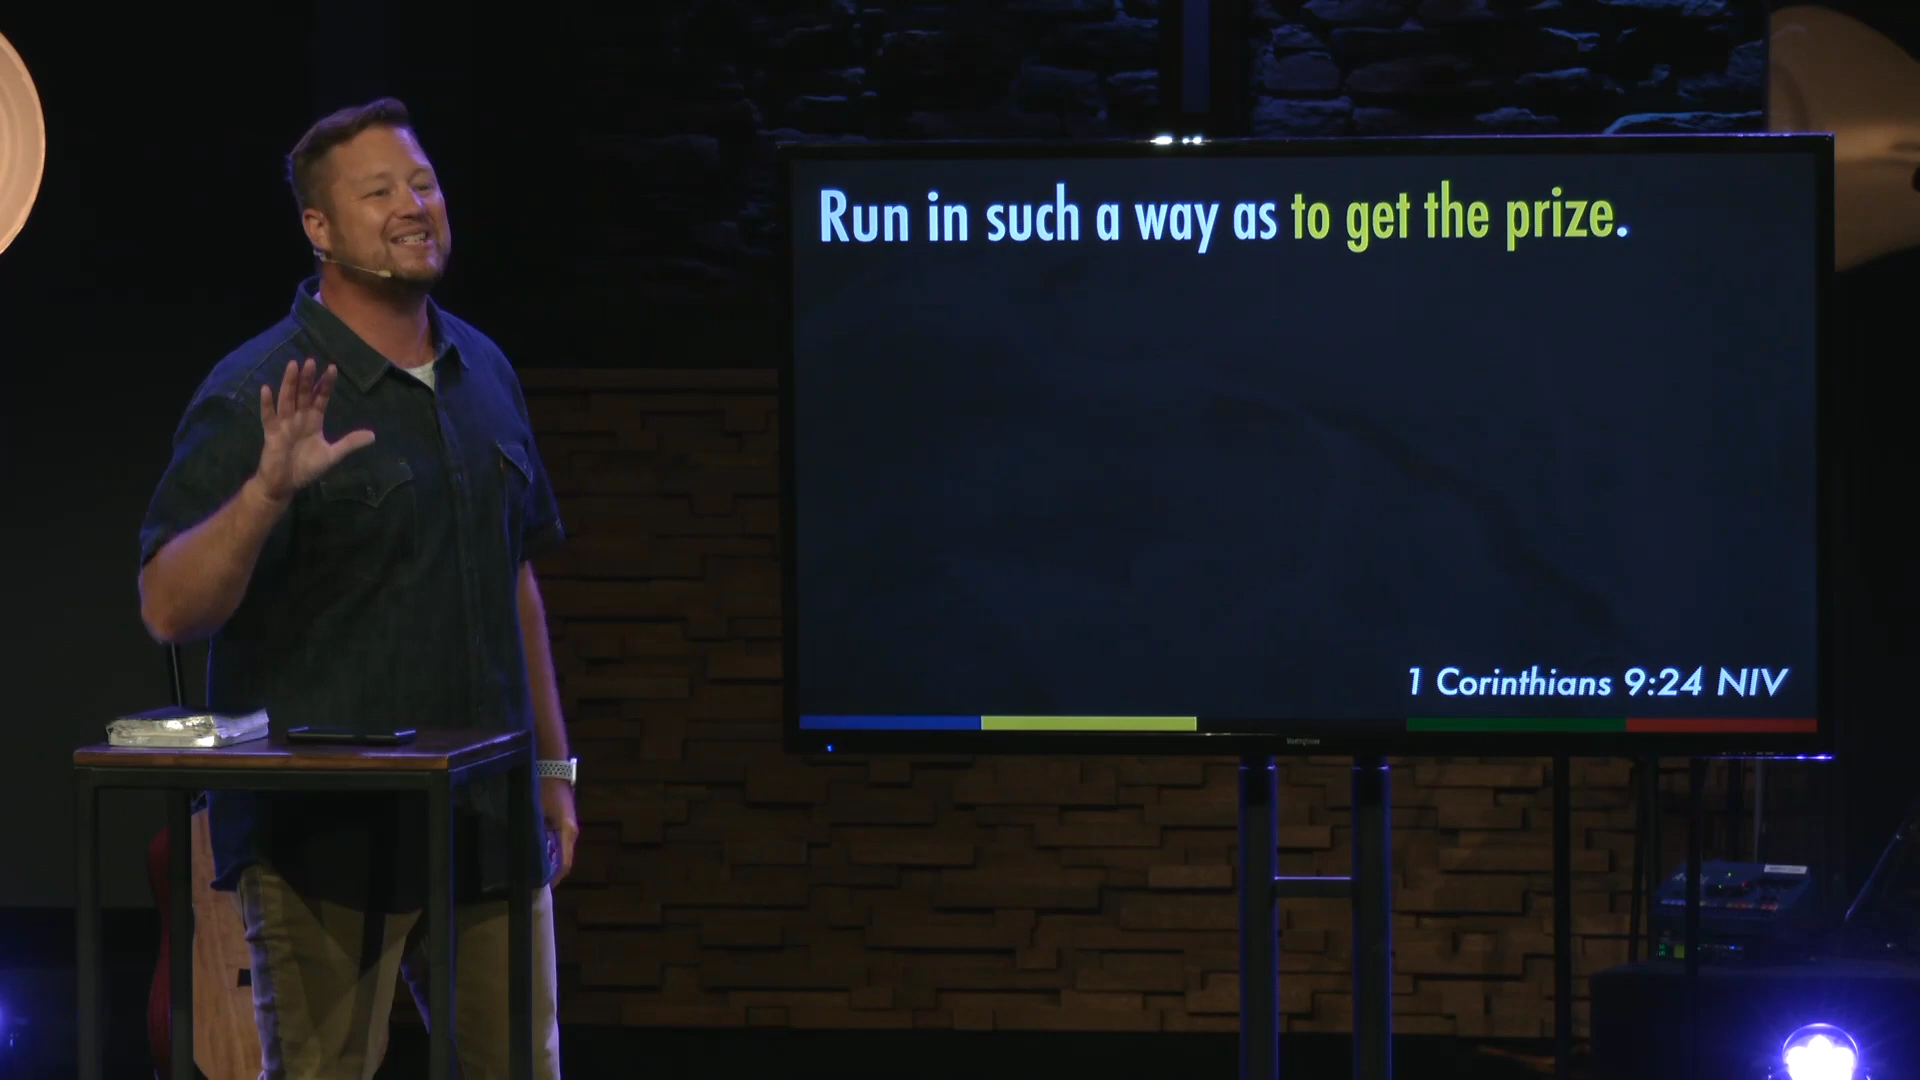 Run in such a way as to get the prize.
1 Corinthians 9:24 NIV